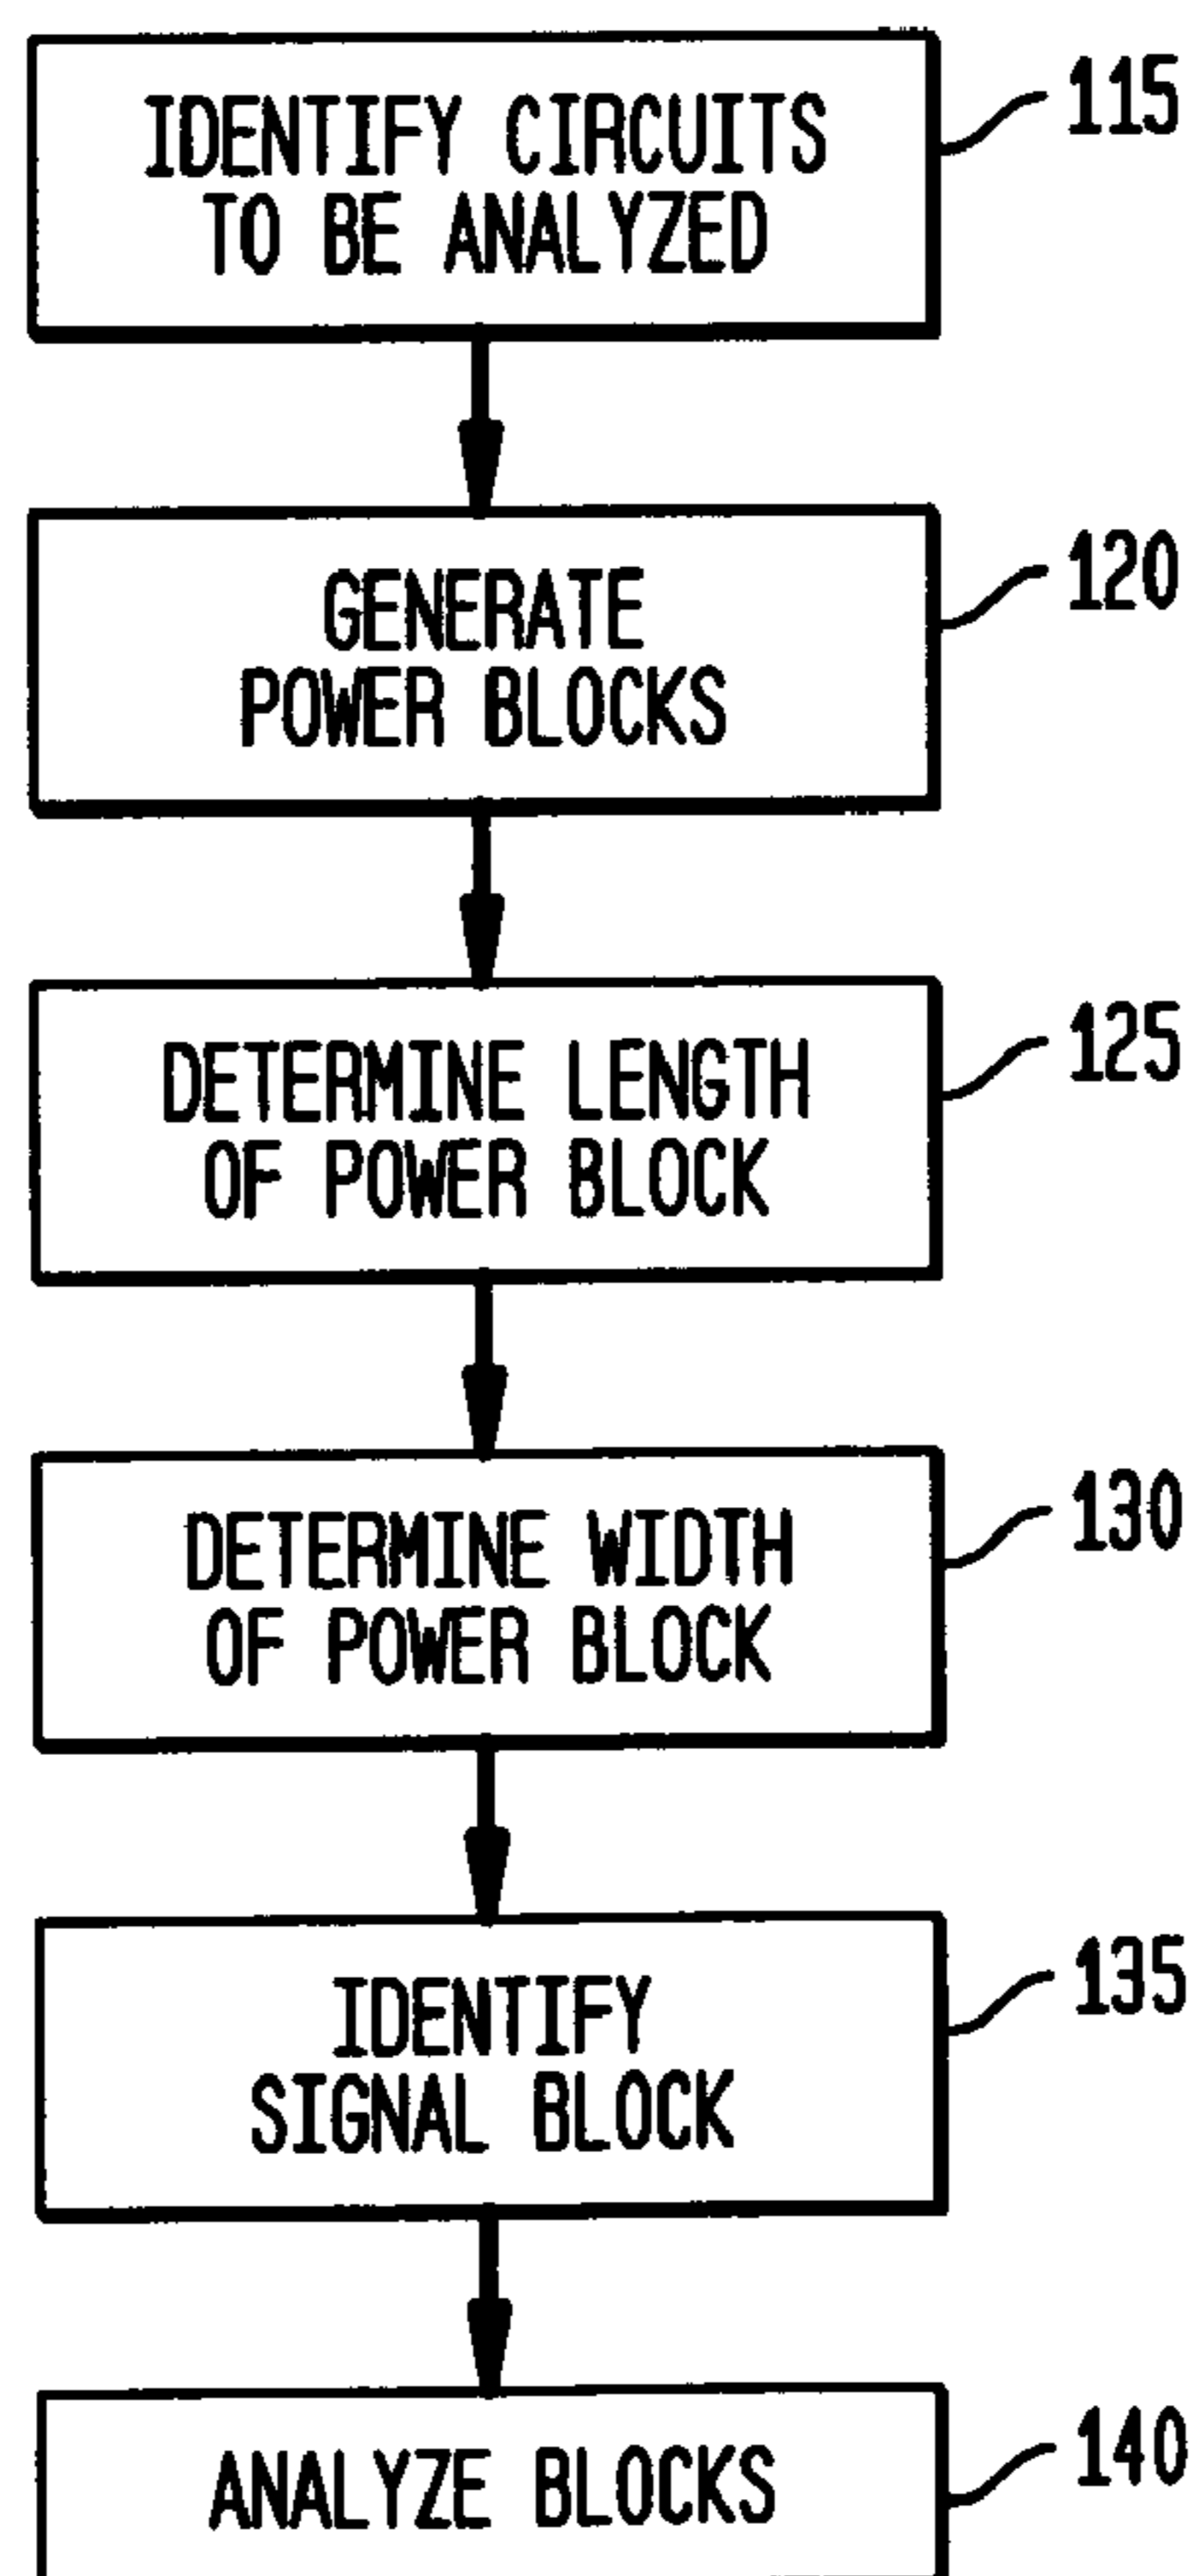 IDENTIFY CIRCUITS
TO BE ANALYZED
115
GENERATE
POWER BLOCKS
120
DETERMINE LENGTH
OF POWER BLOCK
125
DETERMINE WIDTH
OF POWER BLOCK
130
IDENTIFY
SIGNAL BLOCK
135
ANALYZE BLOCKS
140